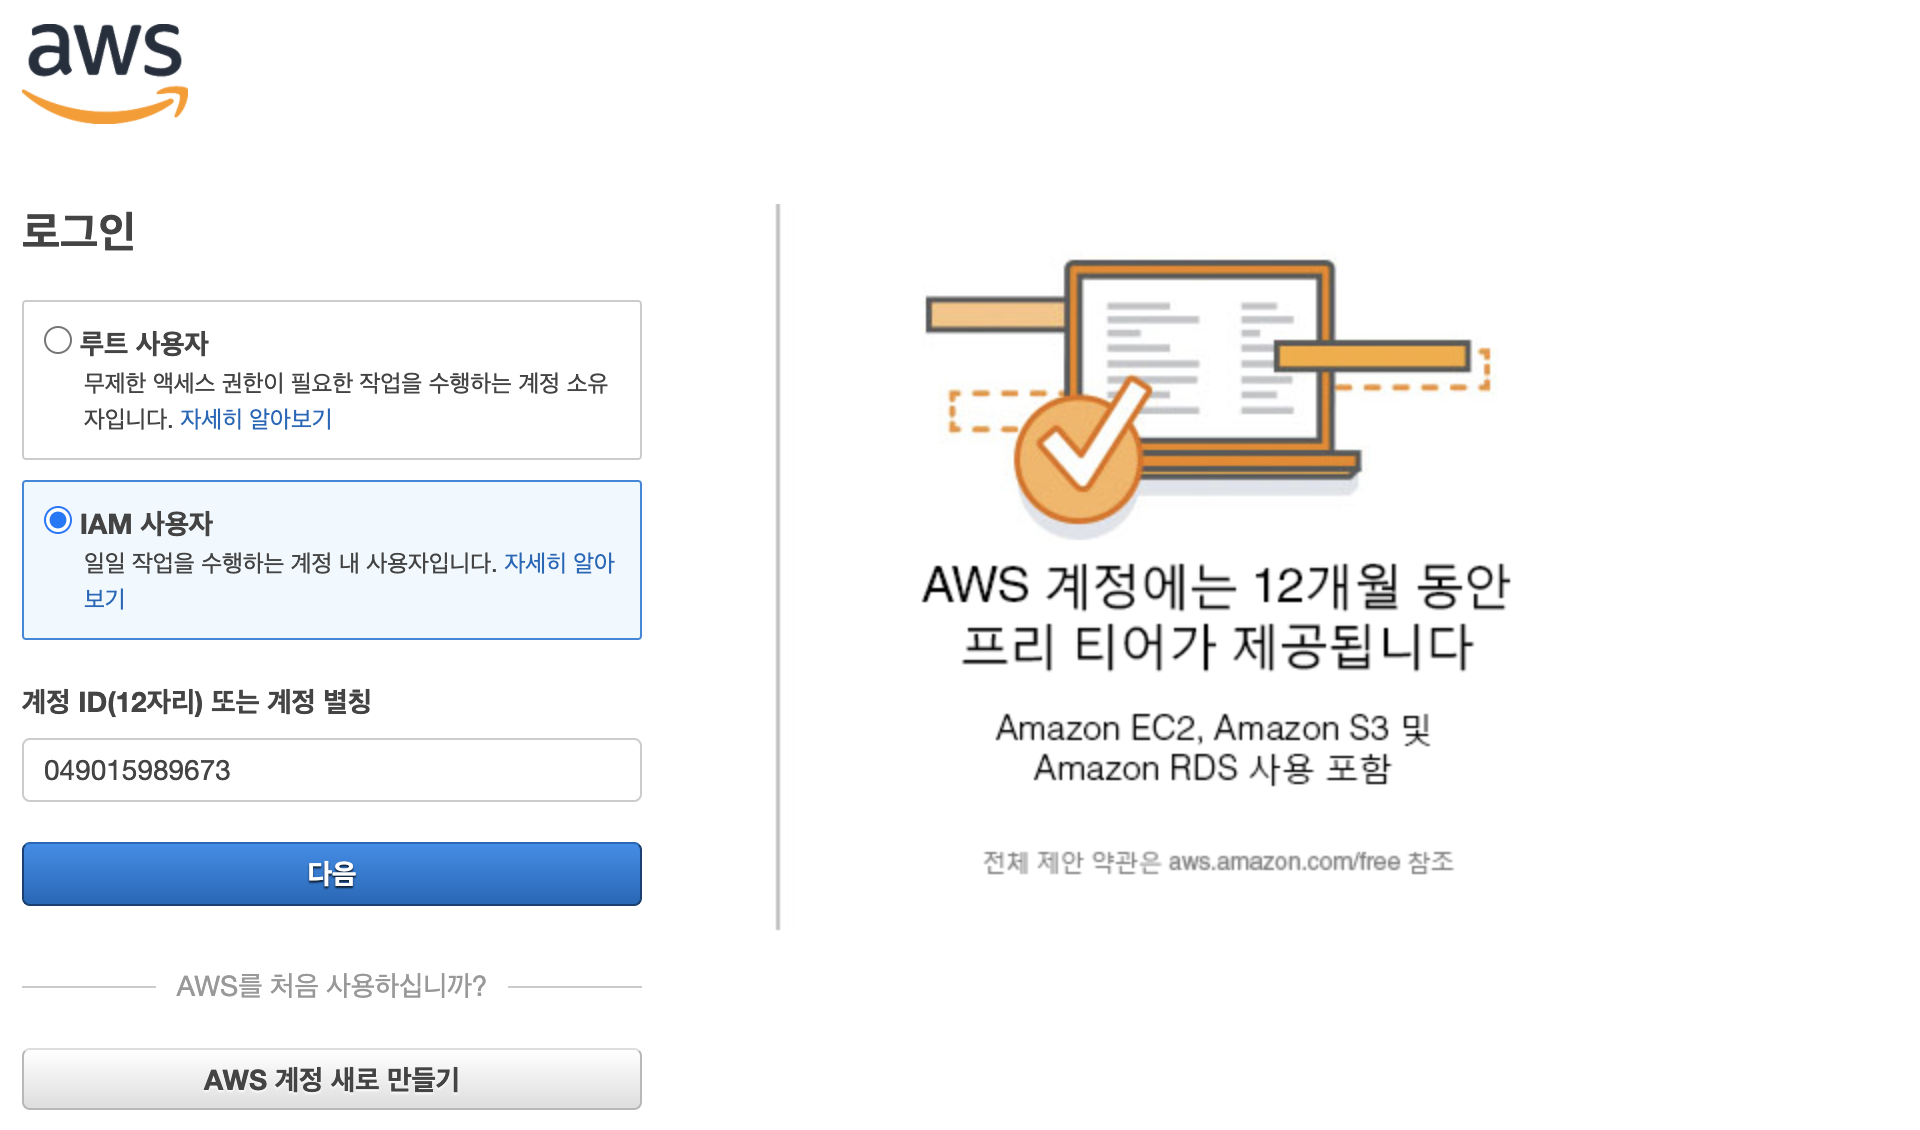 aws
로그인
루트 사용자
무제한 액세스 권한이 필요한 작업을 수행하는 계정 소유
자입니다. 자세히 알아보기
IAM 사용자
일일 작업을 수행하는 계정 내 사용자입니다. 자세히 알아
보기
계정 ID(12자리) 또는 계정 별칭
049015989673
다음
AWS를 처음 사용하십니까?
AWS 계정 새로 만들기
AWS 계정에는 12개월 동안
프리 티어가 제공됩니다
Amazon EC2, Amazon S3 및
Amazon RDS 사용 포함
전체 제안 약관은 aws.amazon.com/free 참조